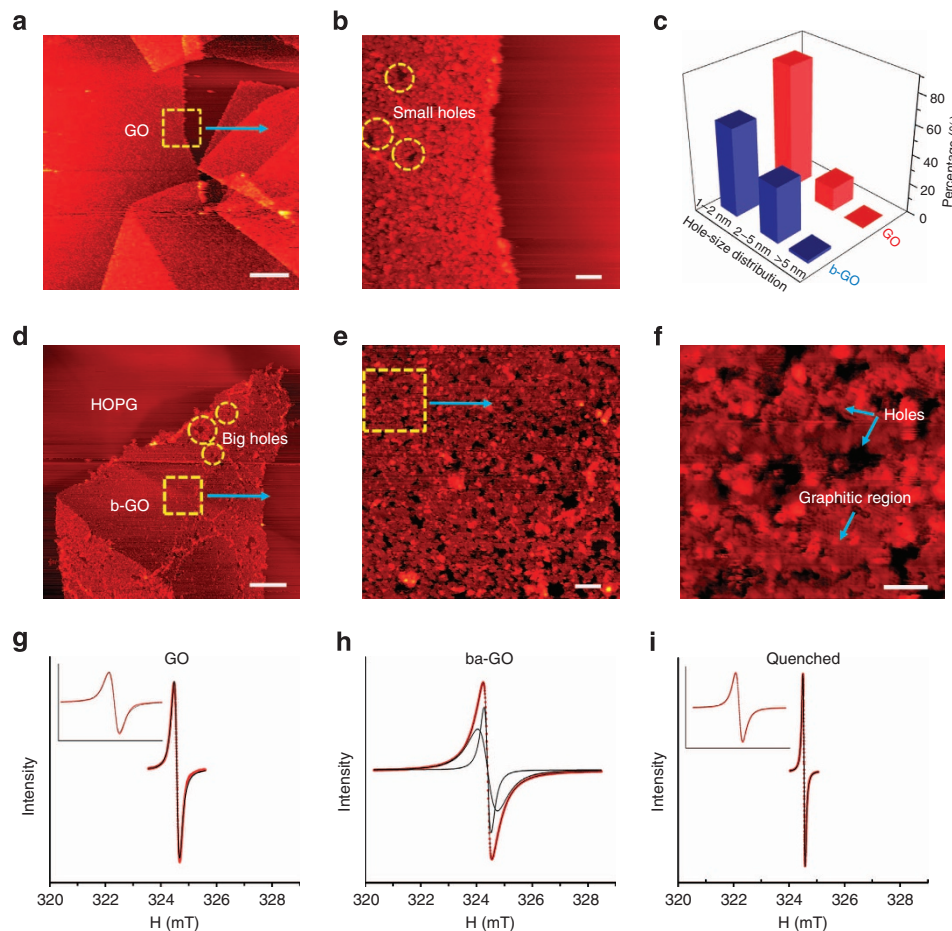 a
b
c
GO
Small holes
80
60
40
20
0
Percentage (%)
1–2 nm
2–5 nm
>5 nm
Hole-size distribution
GO
b-GO
d
e
f
HOPG
Big holes
b-GO
Holes
Graphitic region
g
h
i
GO
ba-GO
Quenched
Intensity
Intensity
Intensity
320 322 324 326 328
320 322 324 326 328
320 322 324 326 328
H (mT)
H (mT)
H (mT)